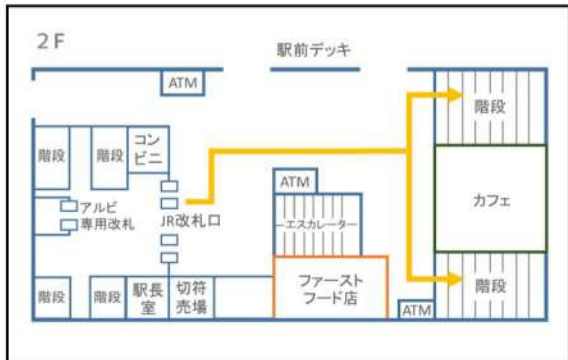 2F
駅前デッキ
ATM
階段
階段
階段
コン
ビニ
ATM
カフェ
アルビ
専用改札
JR改札口
エスカレーター
階段
階段
駅長
室
切符
売場
ファースト
フード店
ATM
階段